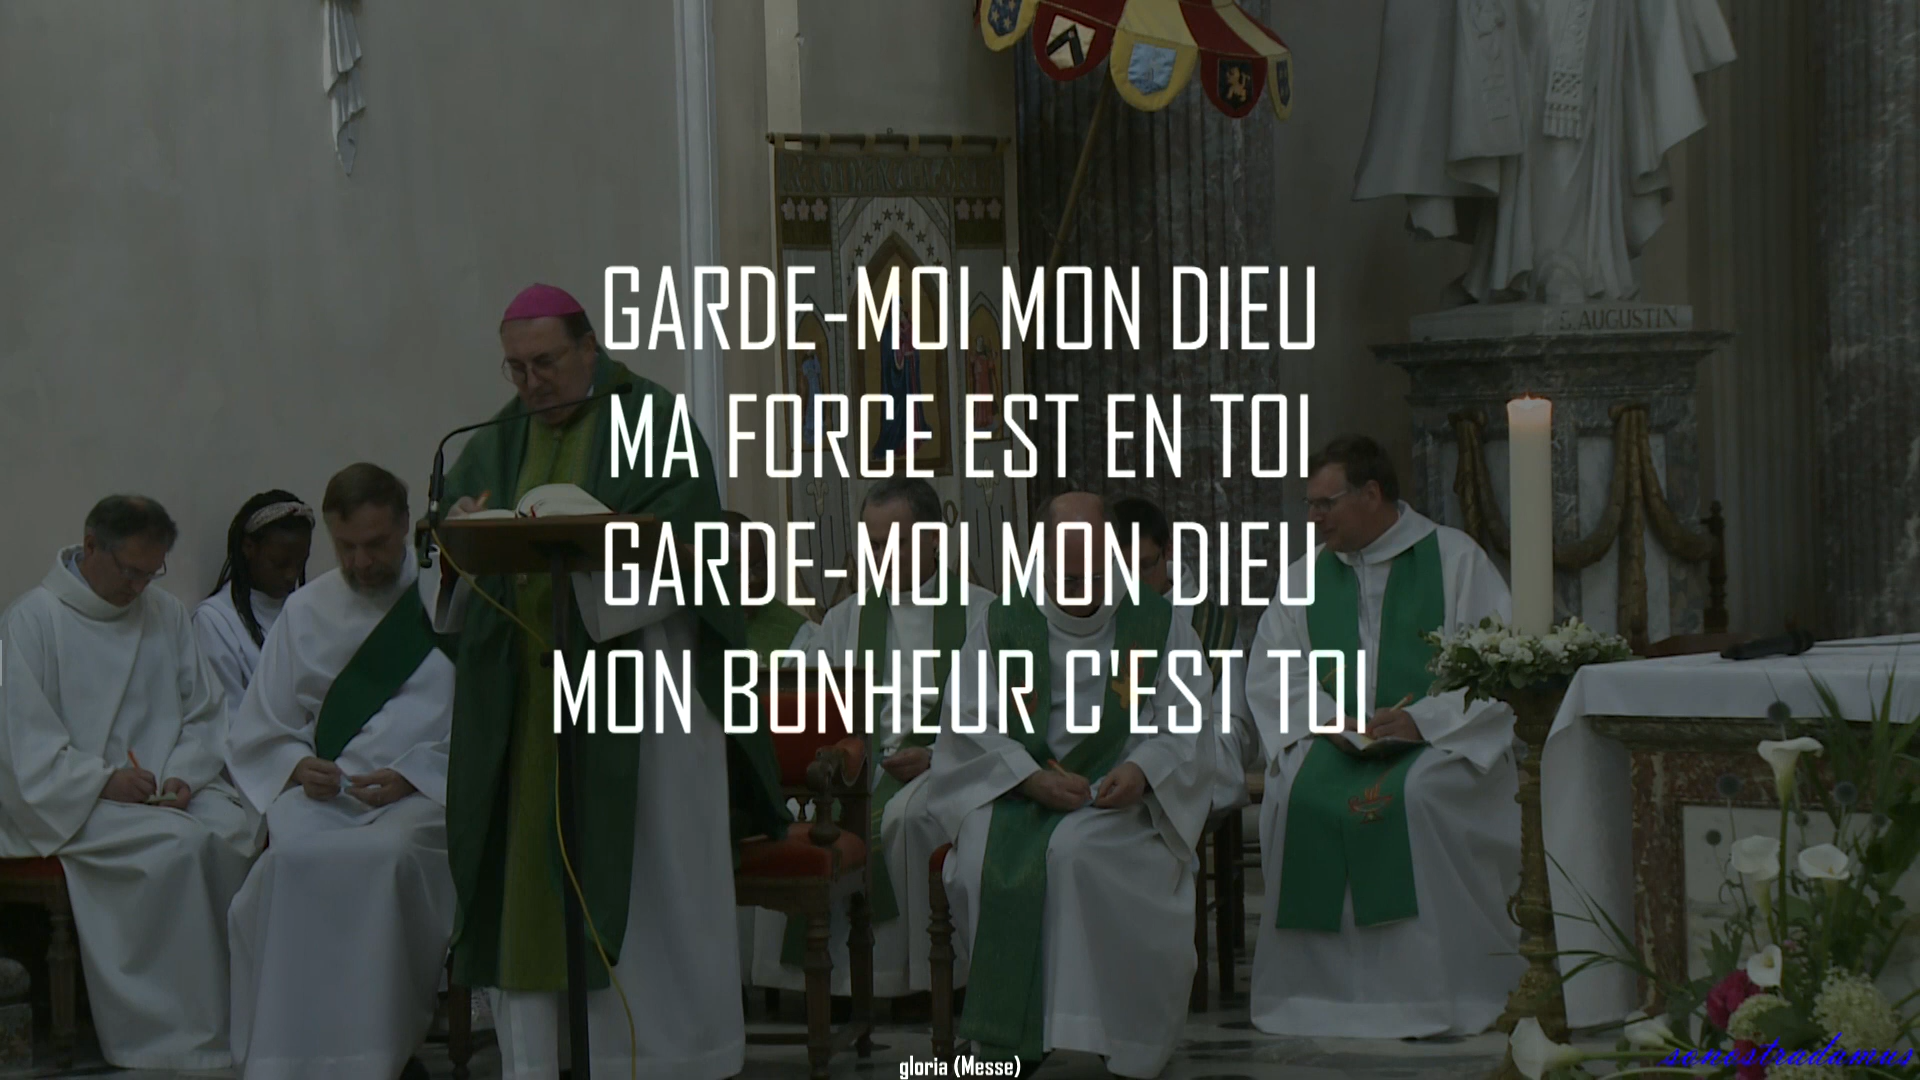 GARDE-MOI MON DIEU
MA FORCE EST EN TOI
S. AUGUSTIN
GARDE-MOI MON DIEU
MON BONHEUR C'EST TOI
gloria (Messe)
sonostradamus